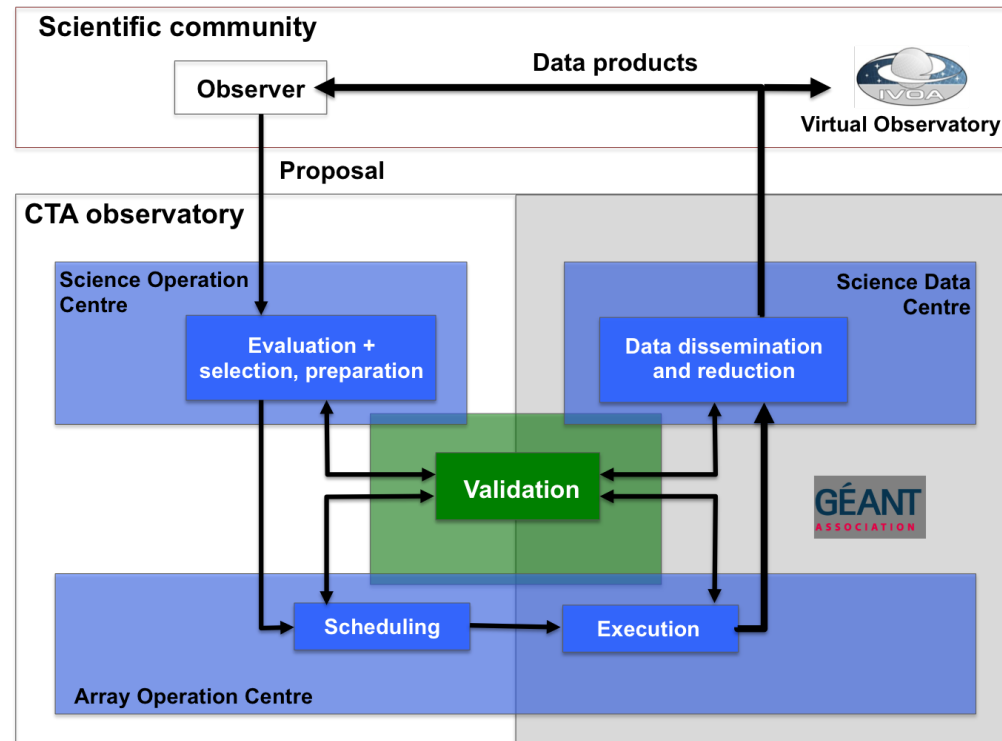 Scientific community
Observer
Data products
IVOA
Virtual Observatory
Proposal
CTA observatory
Science Operation
Centre
Science Data
Centre
Evaluation +
selection, preparation
Data dissemination
and reduction
Validation
GÉANT
ASSOCIATION
Scheduling
Execution
Array Operation Centre